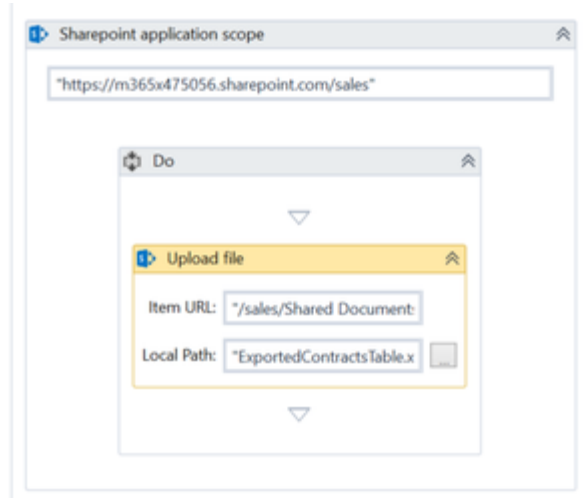 Sharepoint application scope
"https://m365x475056.sharepoint.com/sales"
Do
Upload file
Item URL: "/sales/Shared Document:
Local Path: "ExportedContractsTable.x ...